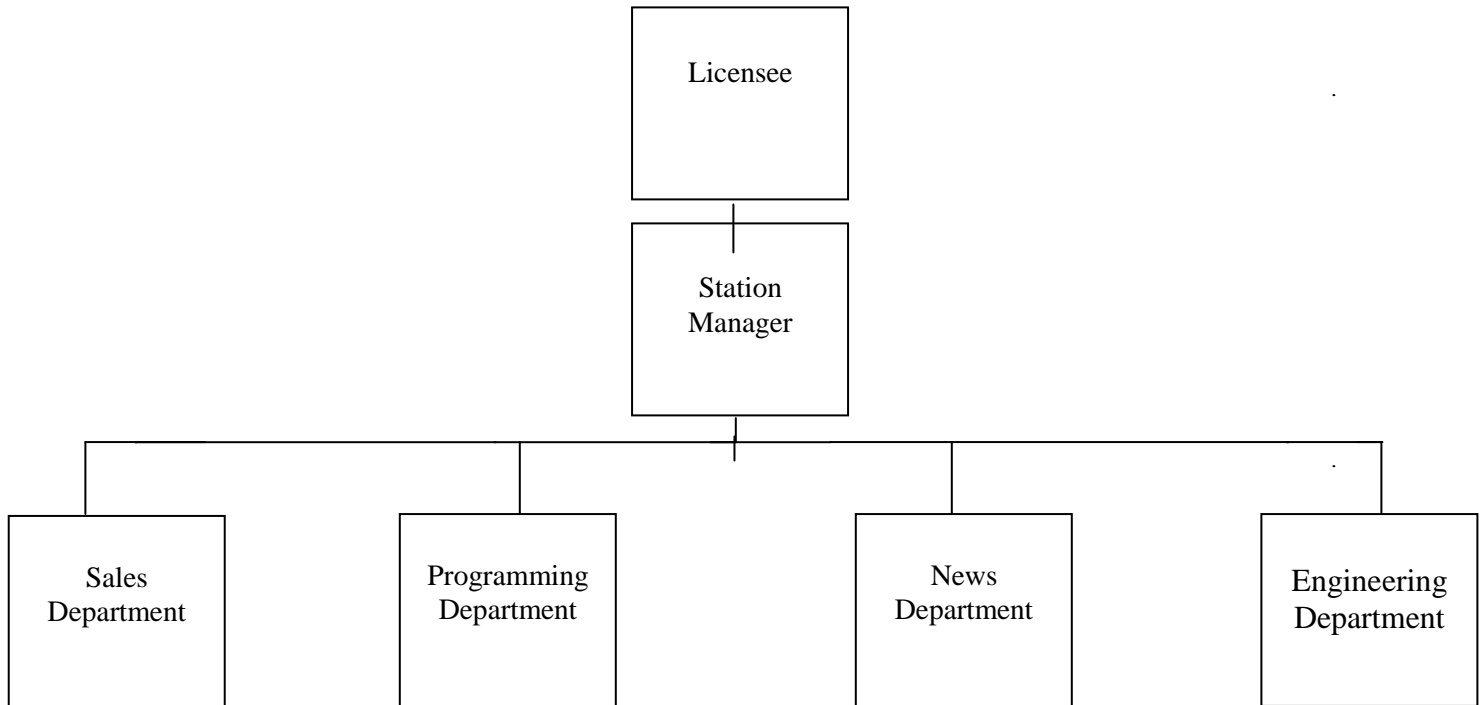 Licensee
Station
Manager
Sales
Department
Programming
Department
News
Department
Engineering
Department